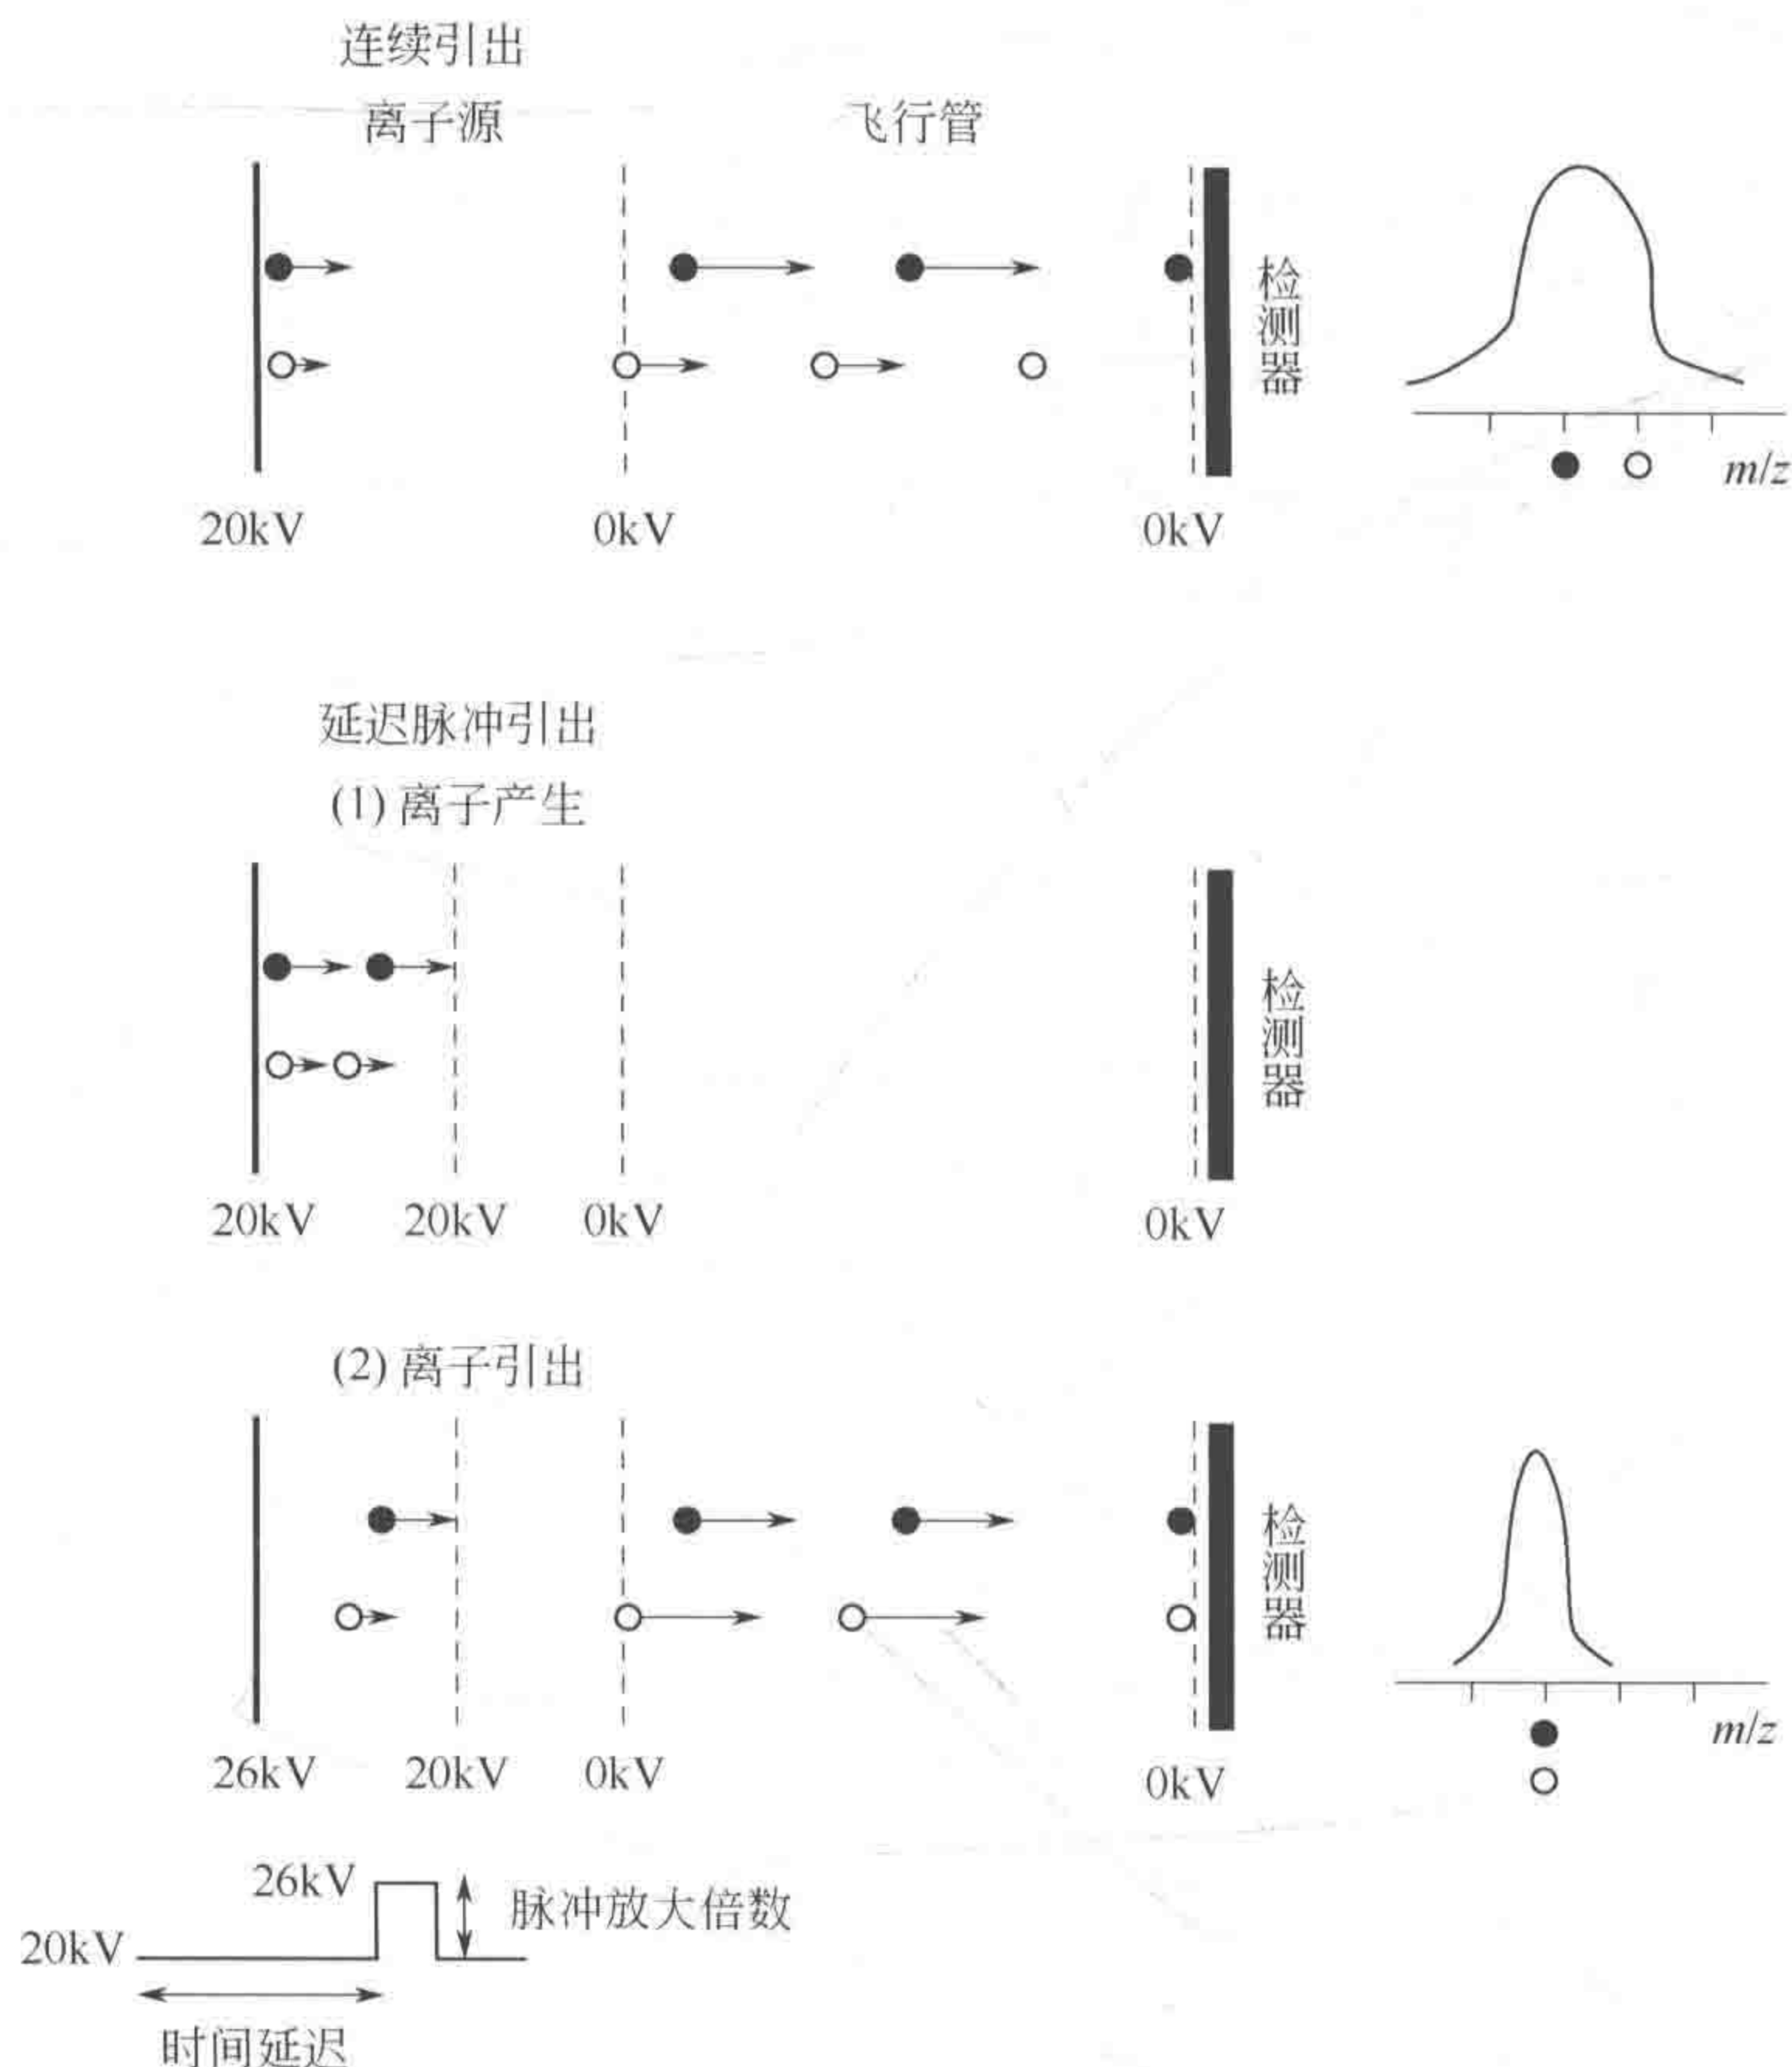 连续引出
离子源 飞行管
检测器
20kV 0kV 0kV
m/z
延迟脉冲引出
(1) 离子产生
检测器
20kV 20kV 0kV 0kV
(2) 离子引出
检测器
26kV 20kV 0kV 0kV
m/z
26kV 脉冲放大倍数
20kV
时间延迟